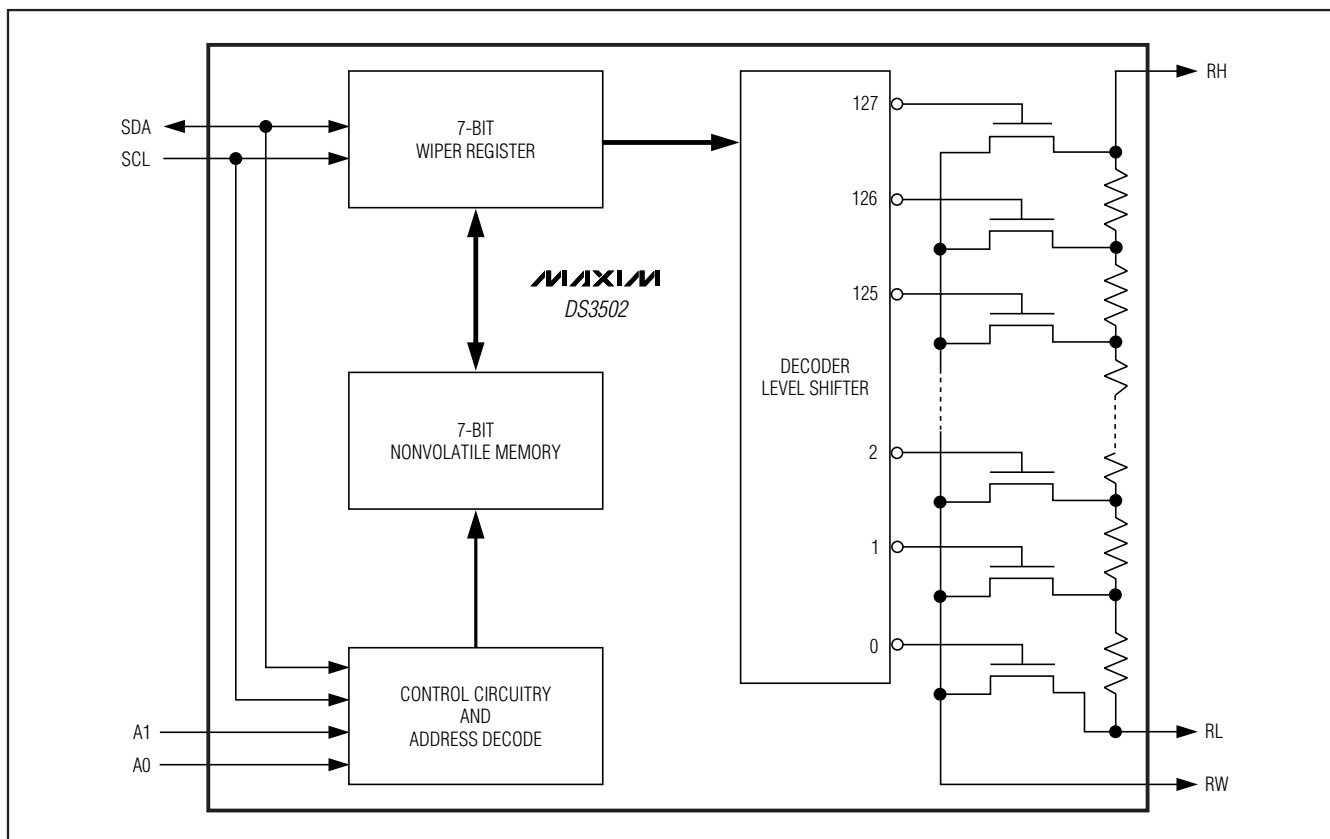 RH
127
SDA
7-BIT
WIPER REGISTER
SCL
126
MAXIM
DS3502
125
DECODER
LEVEL SHIFTER
7-BIT
NONVOLATILE MEMORY
2
1
0
CONTROL CIRCUITRY
AND
ADDRESS DECODE
A1
A0
RL
RW